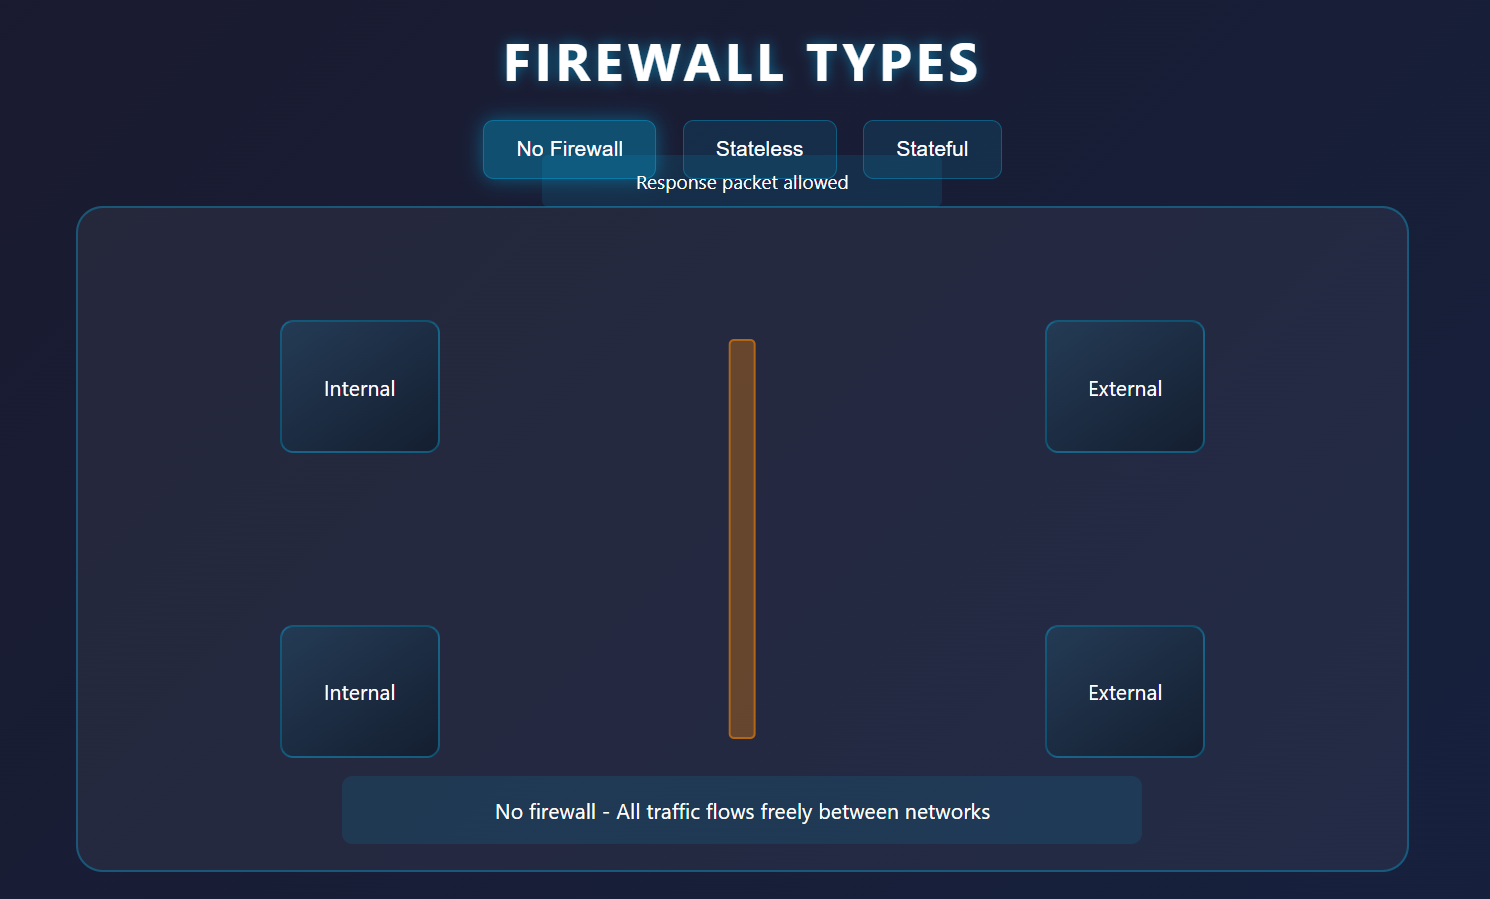 FIREWALL TYPES
No Firewall Stateless Stateful
Response packet allowed
Internal External
Internal External
No firewall - All traffic flows freely between networks